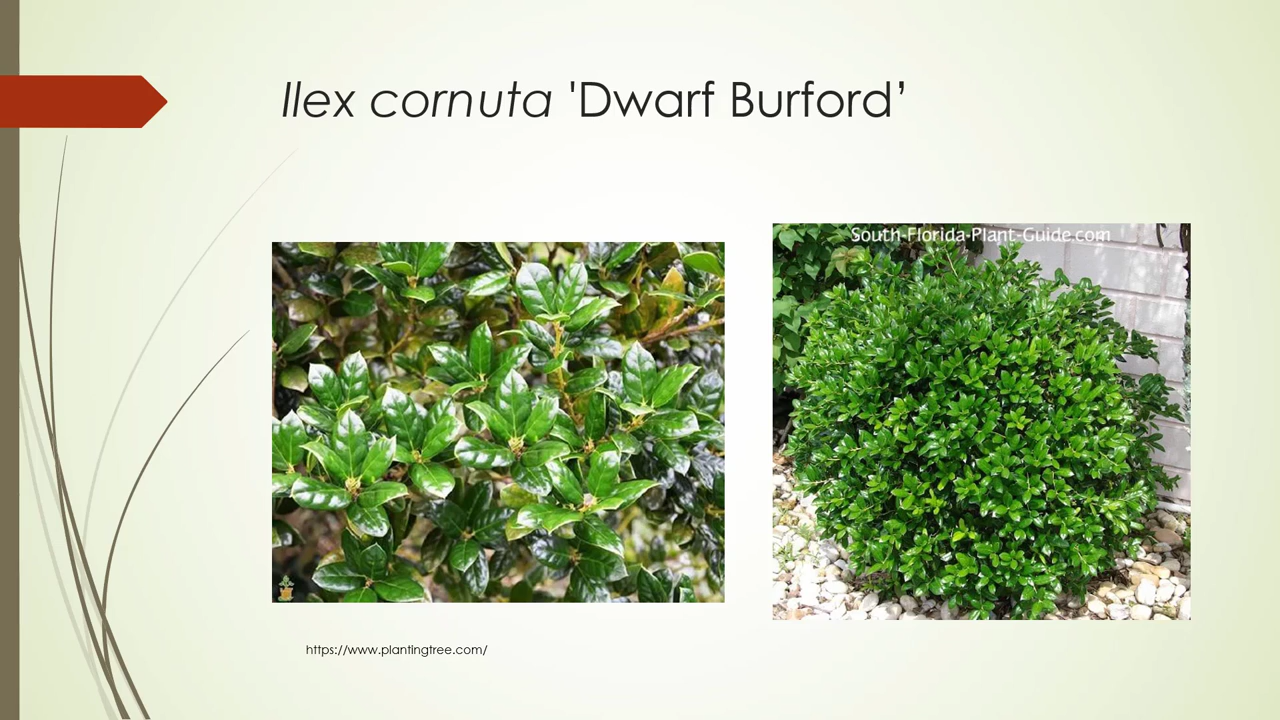 Ilex cornuta 'Dwarf Burford’
South-Florida-Plant-Guide.com
https://www.plantingtree.com/